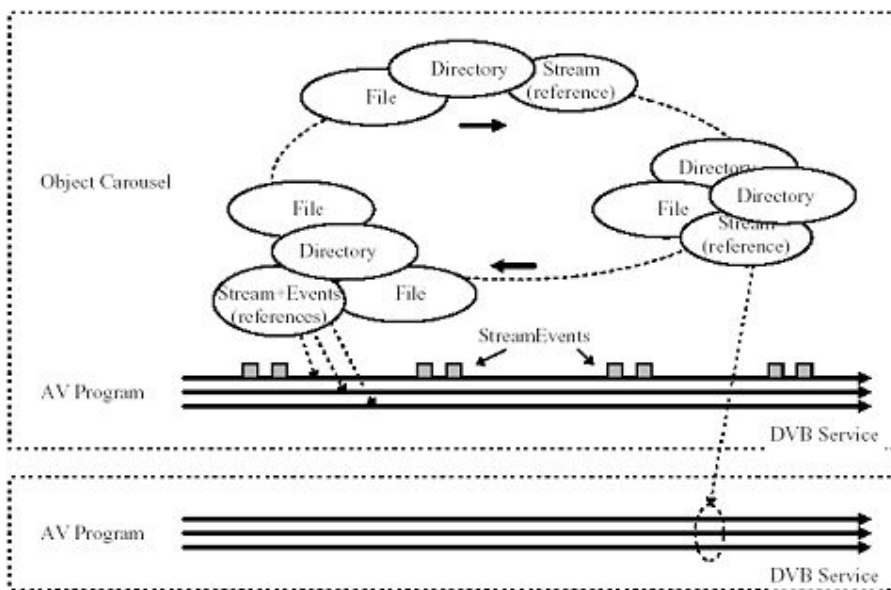 Directory
Stream
(reference)
File
Object Carousel
Directory
File
Directory
File
Stream
(reference)
Directory
Stream+Events
(references)
File
StreamEvents
AV Program
DVB Service
AV Program
DVB Service